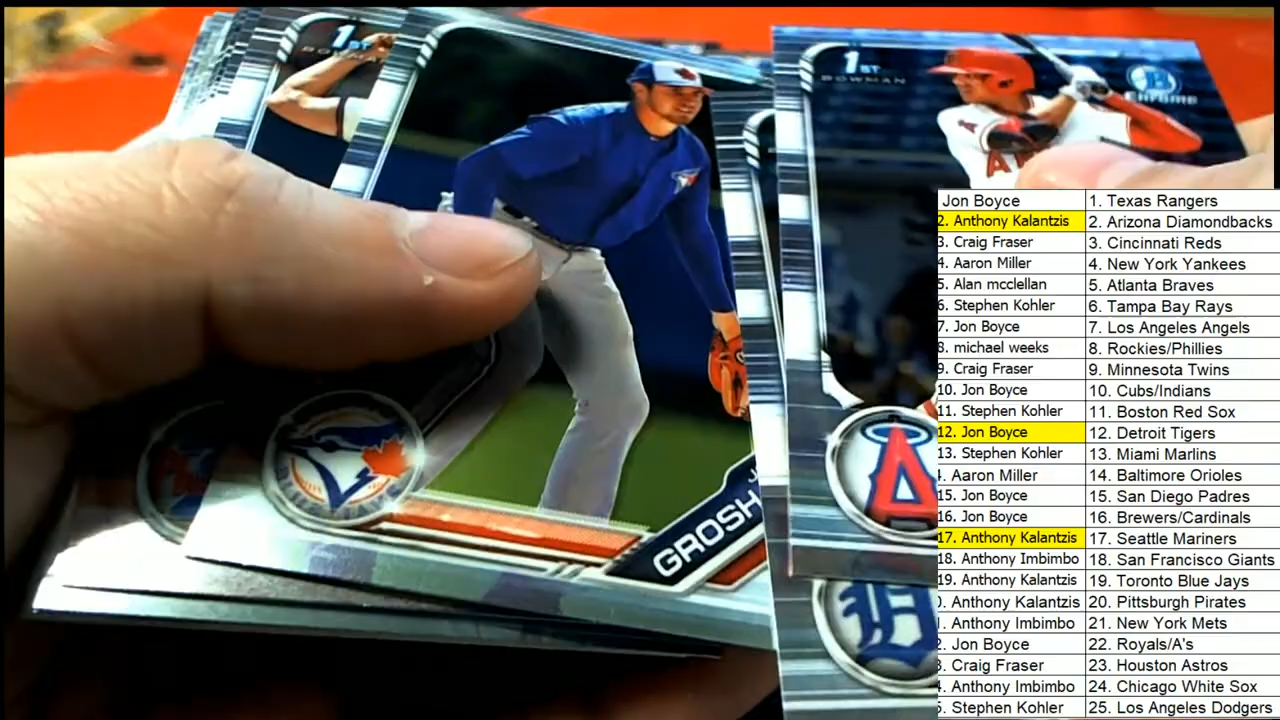 1ST
BOWMAN
1ST
BOWMAN
CHROME
GROSH
Jon Boyce 1. Texas Rangers
2. Anthony Kalantzis 2. Arizona Diamondbacks
3. Craig Fraser 3. Cincinnati Reds
4. Aaron Miller 4. New York Yankees
5. Alan mcclellan 5. Atlanta Braves
6. Stephen Kohler 6. Tampa Bay Rays
7. Jon Boyce 7. Los Angeles Angels
8. michael weeks 8. Rockies/Phillies
9. Craig Fraser 9. Minnesota Twins
10. Jon Boyce 10. Cubs/Indians
11. Stephen Kohler 11. Boston Red Sox
12. Jon Boyce 12. Detroit Tigers
13. Stephen Kohler 13. Miami Marlins
4. Aaron Miller 14. Baltimore Orioles
15. Jon Boyce 15. San Diego Padres
16. Jon Boyce 16. Brewers/Cardinals
17. Anthony Kalantzis 17. Seattle Mariners
18. Anthony Imbimbo 18. San Francisco Giants
19. Anthony Kalantzis 19. Toronto Blue Jays
0. Anthony Kalantzis 20. Pittsburgh Pirates
1. Anthony Imbimbo 21. New York Mets
2. Jon Boyce 22. Royals/A's
3. Craig Fraser 23. Houston Astros
4. Anthony Imbimbo 24. Chicago White Sox
5. Stephen Kohler 25. Los Angeles Dodgers